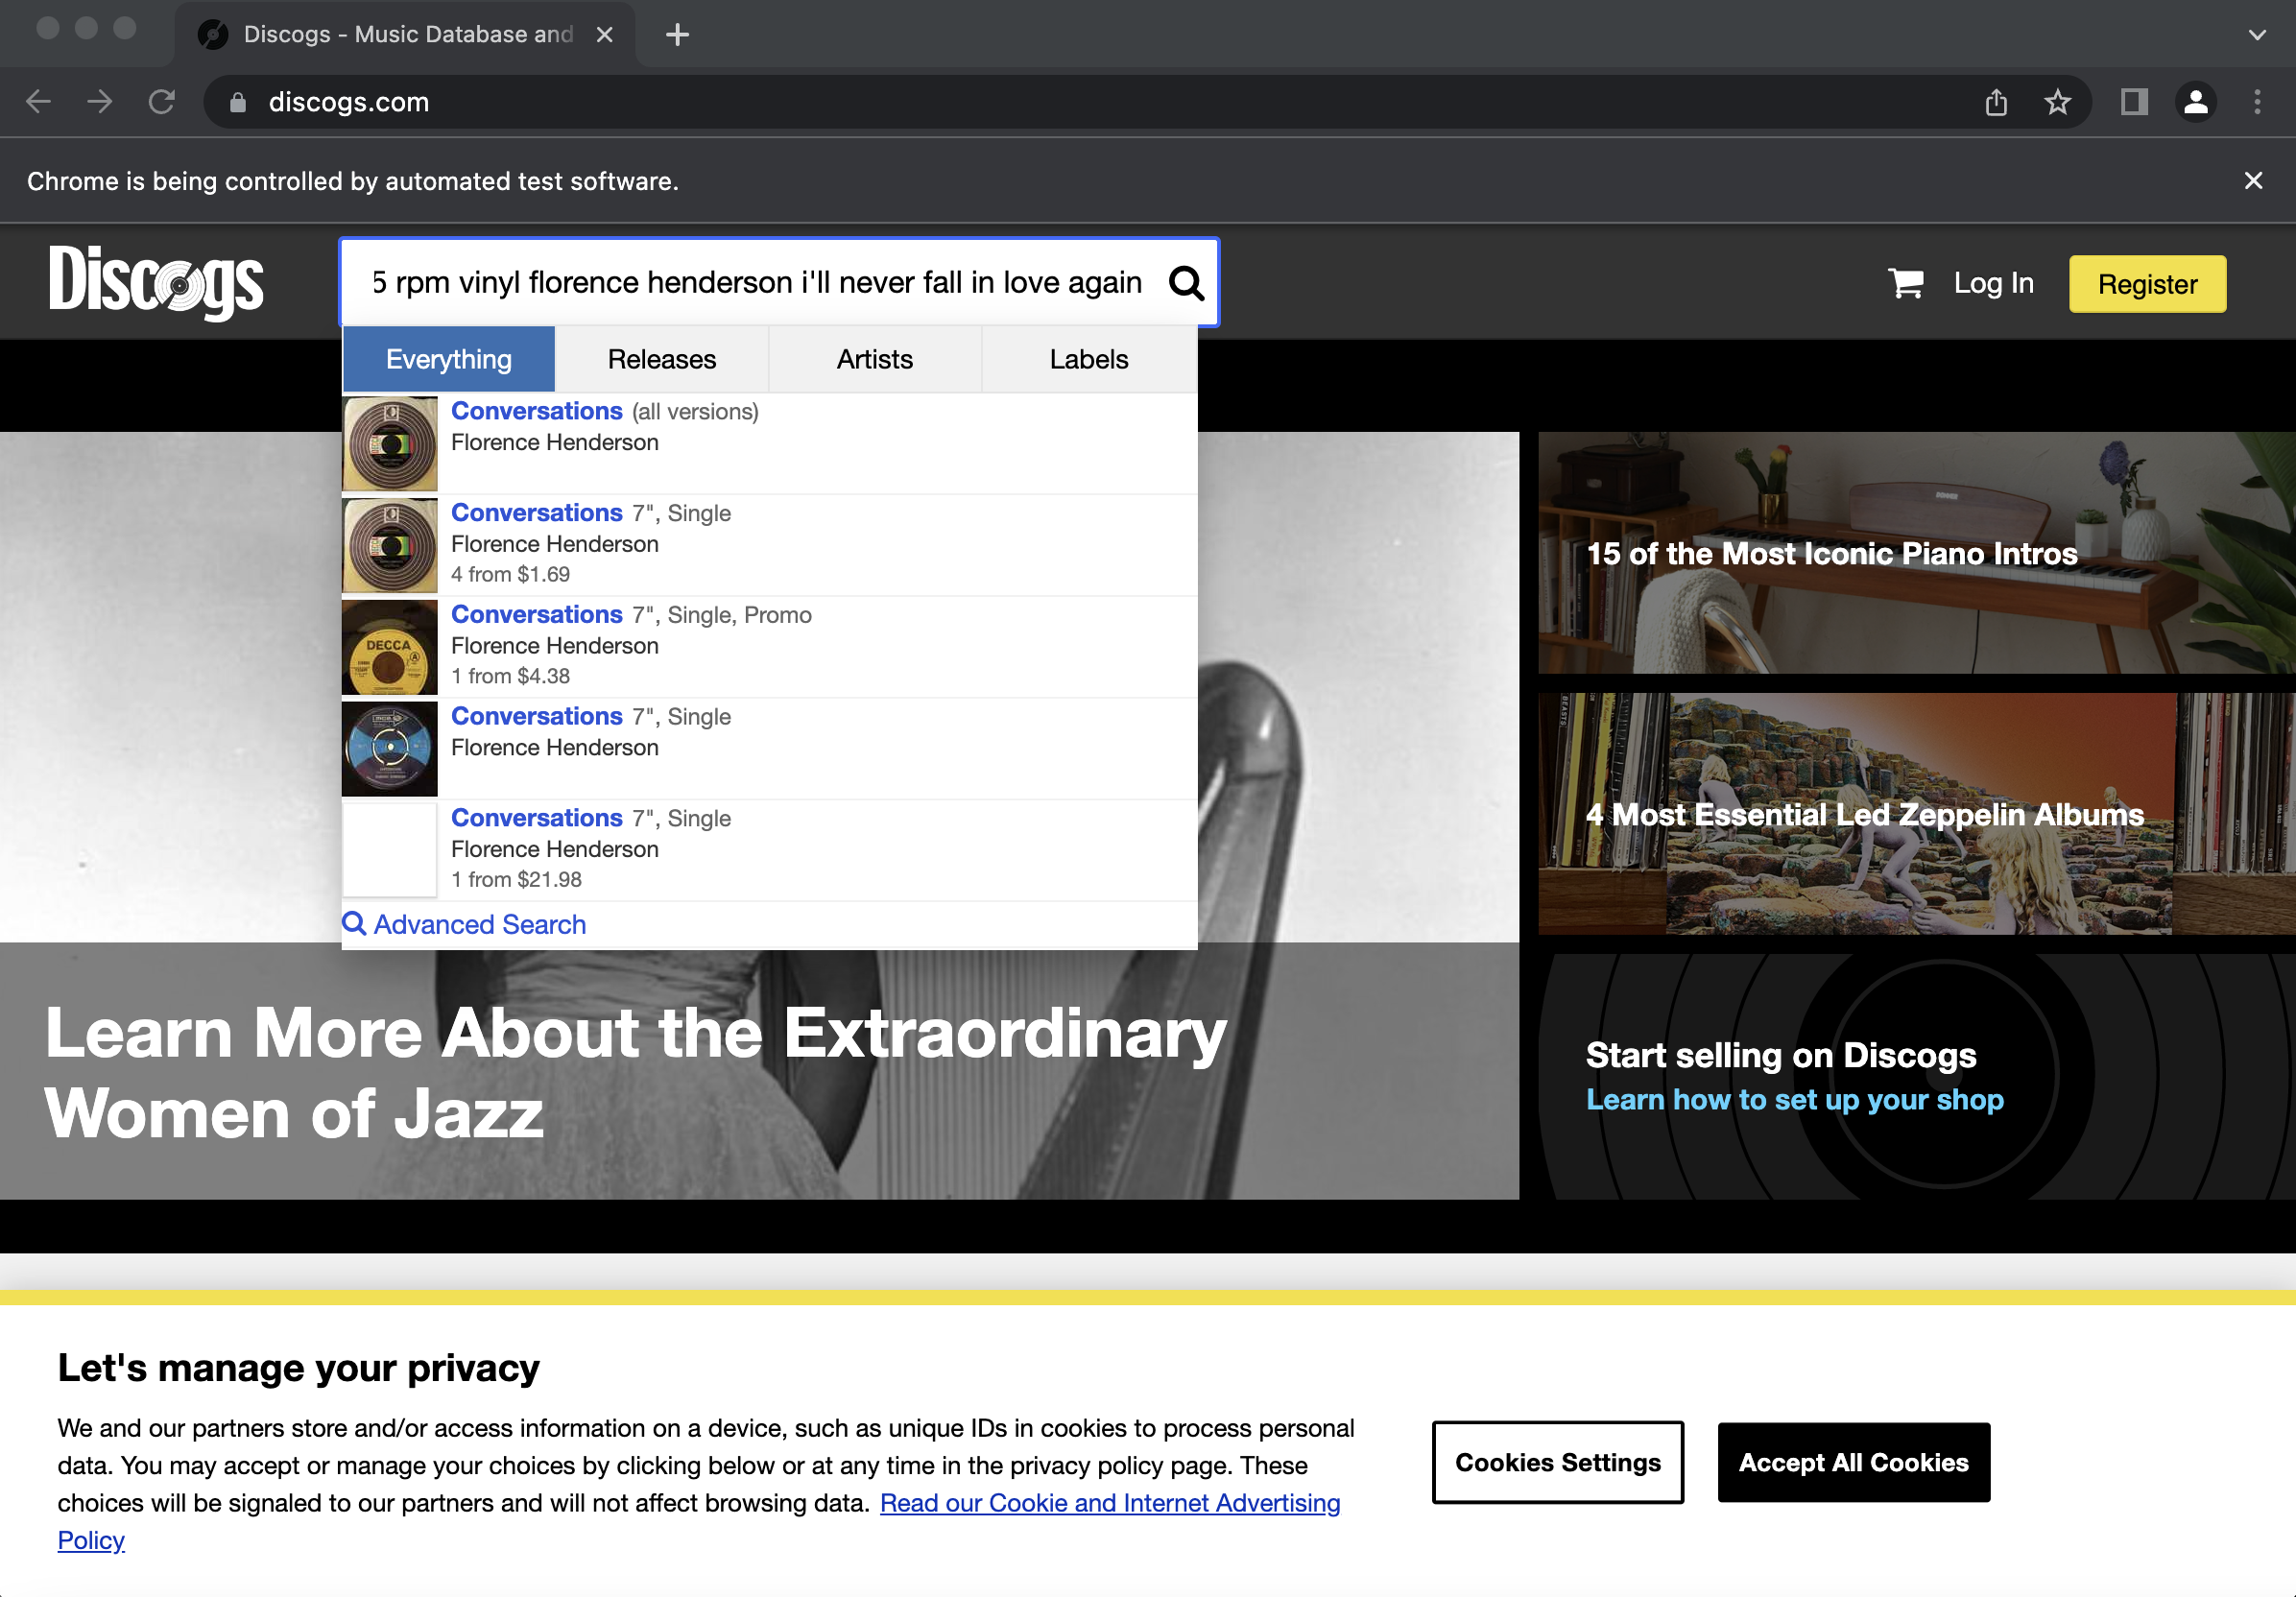 Discogs - Music Database and
discogs.com
Chrome is being controlled by automated test software.
Discogs
5 rpm vinyl florence henderson i'll never fall in love again
Log In
Register
Everything
Releases
Artists
Labels
Conversations (all versions)
Florence Henderson
Conversations 7", Single
Florence Henderson
4 from $1.69
Conversations 7", Single, Promo
Florence Henderson
1 from $4.38
DECCA
Conversations 7", Single
Florence Henderson
Conversations 7", Single
Florence Henderson
1 from $21.98
Advanced Search
Learn More About the Extraordinary
Women of Jazz
15 of the Most Iconic Piano Intros
4 Most Essential Led Zeppelin Albums
Start selling on Discogs
Learn how to set up your shop
Let's manage your privacy
We and our partners store and/or access information on a device, such as unique IDs in cookies to process personal
data. You may accept or manage your choices by clicking below or at any time in the privacy policy page. These
choices will be signaled to our partners and will not affect browsing data. Read our Cookie and Internet Advertising
Policy
Cookies Settings
Accept All Cookies